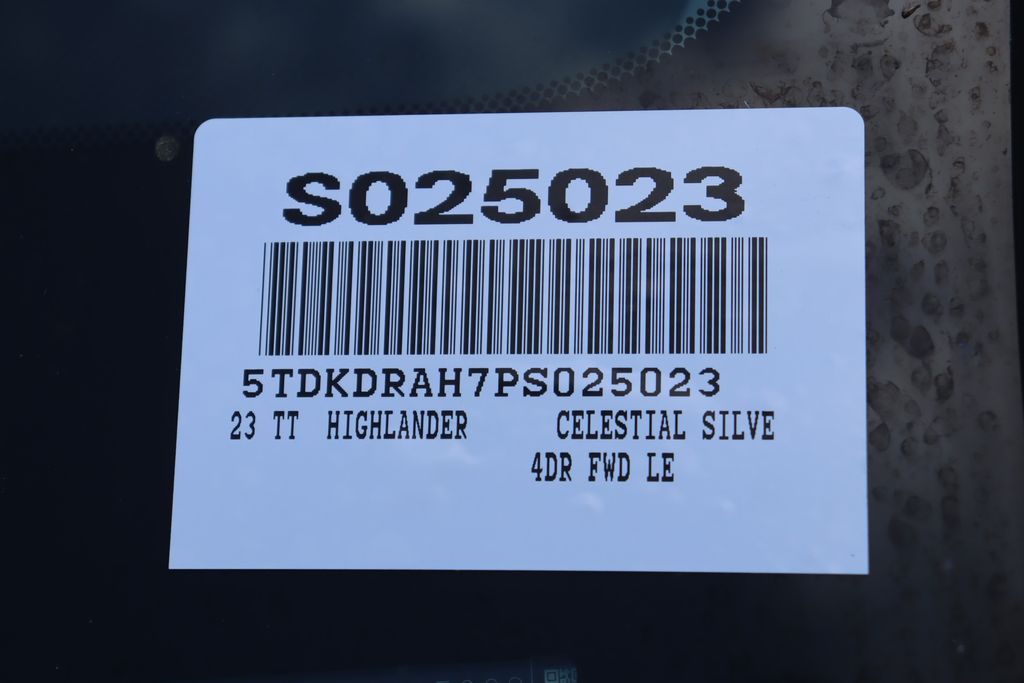 S025023
5TDKDRAH7PS025023
23 TT HIGHLANDER CELESTIAL SILVE
4DR FWD LE